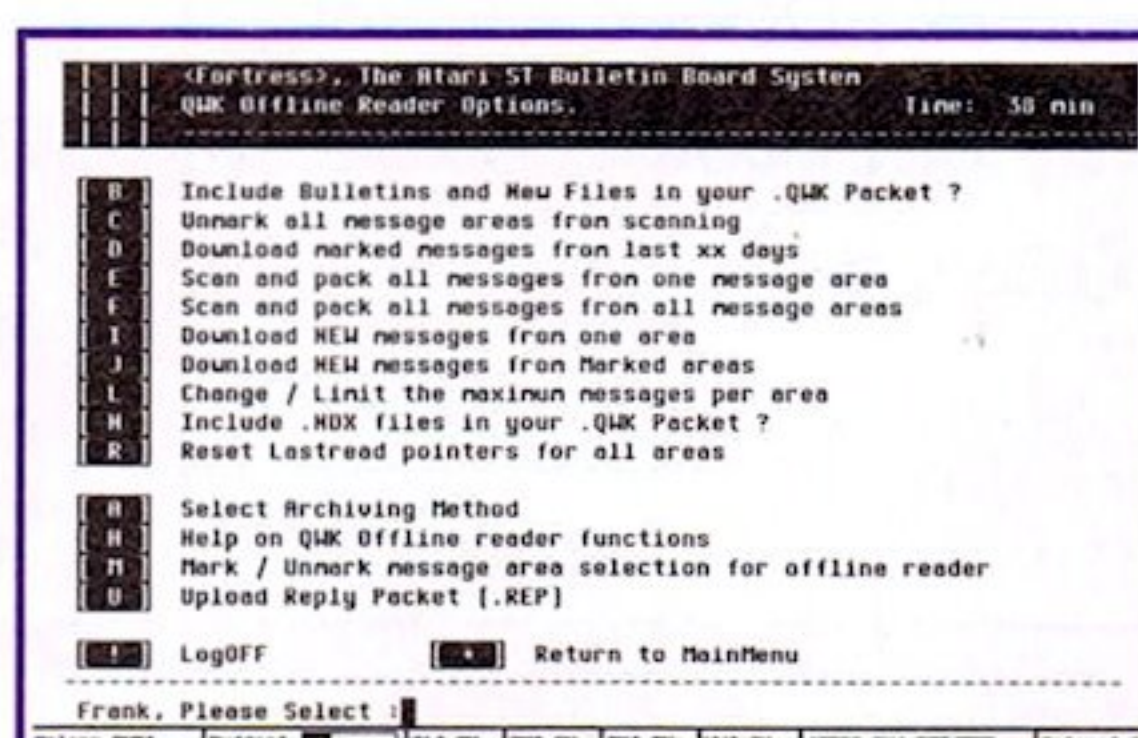 <Fortress>, The Atari ST Bulletin Board System
QWK Offline Reader Options. Time: 38 min
[ B ] Include Bulletins and New Files in your .QWK Packet ?
[ C ] Unmark all message areas from scanning
[ D ] Download marked messages from last xx days
[ E ] Scan and pack all messages from one message area
[ F ] Scan and pack all messages from all message areas
[ I ] Download NEW messages from one area
[ J ] Download NEW messages from Marked areas
[ L ] Change / Limit the maximum messages per area
[ N ] Include .NDX files in your .QWK Packet ?
[ R ] Reset Lastread pointers for all areas
[ A ] Select Archiving Method
[ H ] Help on QWK Offline reader functions
[ M ] Mark / Unmark message area selection for offline reader
[ U ] Upload Reply Packet [.REP]
[ ! ] LogOFF [ ] Return to MainMenu
Frank, Please Select :